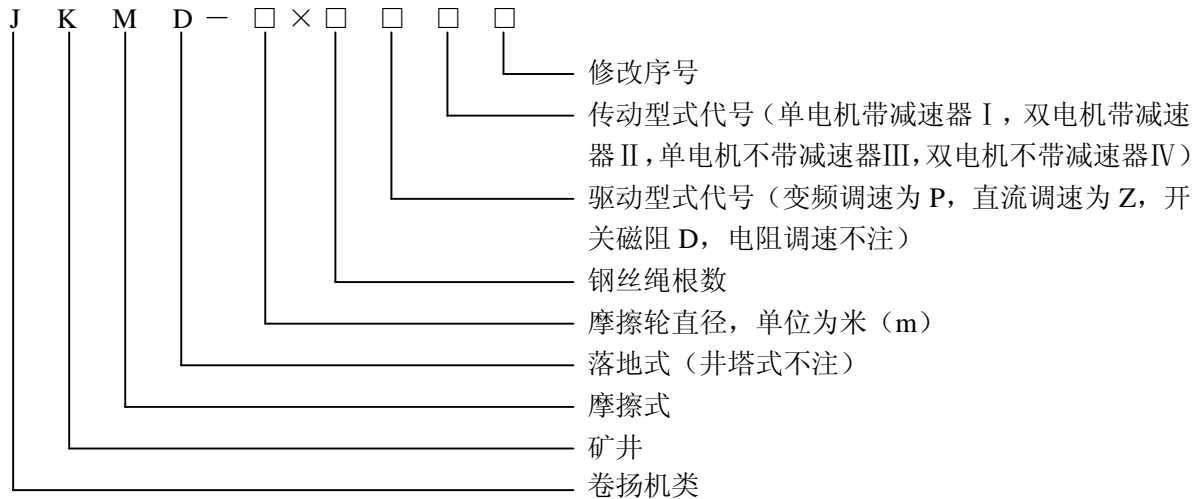 J K M D － □ ×□ □ □ □
修改序号
传动型式代号（单电机带减速器Ⅰ，双电机带减速
器Ⅱ，单电机不带减速器Ⅲ，双电机不带减速器Ⅳ）
驱动型式代号（变频调速为 P，直流调速为 Z，开
关磁阻 D，电阻调速不注）
钢丝绳根数
摩擦轮直径，单位为米（m）
落地式（井塔式不注）
摩擦式
矿井
卷扬机类